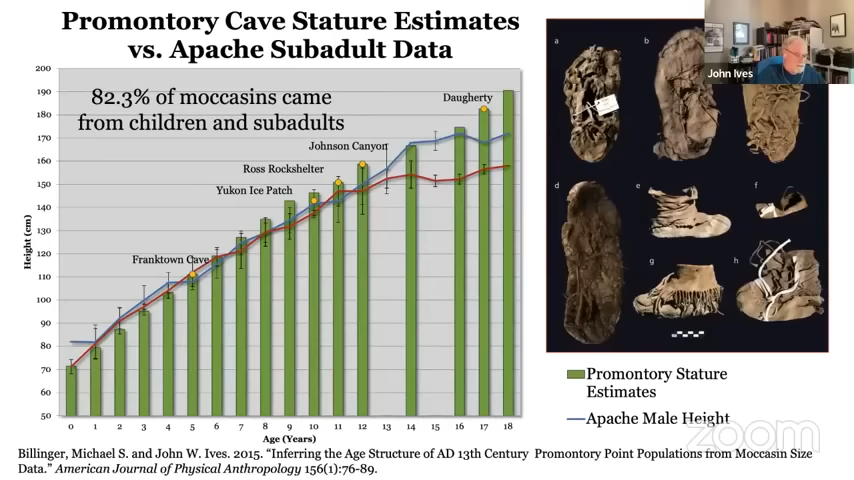 Promontory Cave Stature Estimates
vs. Apache Subadult Data
82.3% of moccasins came
from children and subadults
Height (cm)
200
190
180
170
160
150
140
130
120
110
100
90
80
70
60
50
Daugherty
Johnson Canyon
Ross Rockshelter
Yukon Ice Patch
Franktown Cave
0 1 2 3 4 5 6 7 8 9 10 11 12 13 14 15 16 17 18
Age (Years)
a b
d e f
g h
John Ives
Promontory Stature
Estimates
Apache Male Height
zoom
Billinger, Michael S. and John W. Ives. 2015. “Inferring the Age Structure of AD 13th Century Promontory Point Populations from Moccasin Size
Data.” American Journal of Physical Anthropology 156(1):76-89.